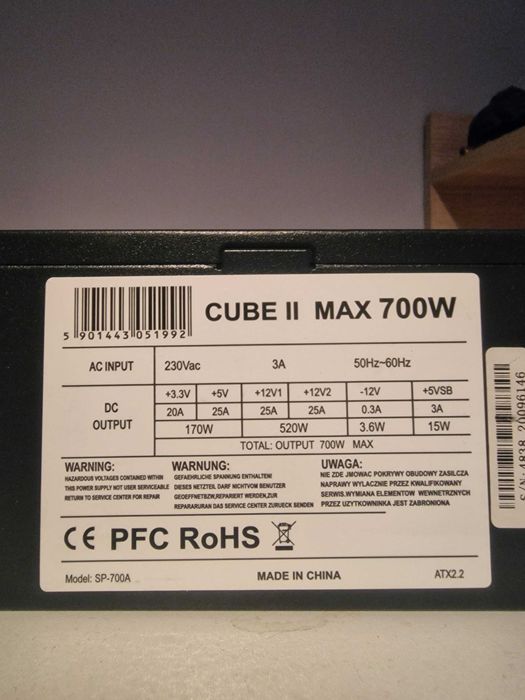 5 901443 051992
CUBE II MAX 700W
AC INPUT 230Vac 3A 50Hz~60Hz
DC OUTPUT
+3.3V +5V +12V1 +12V2 -12V +5VSB
20A 25A 25A 25A 0.3A 3A
170W 520W 3.6W 15W
TOTAL: OUTPUT 700W MAX
WARNING:
HAZARDOUS VOLTAGES CONTAINED WITHIN
THIS POWER SUPPLY NOT USER SERVICEABLE
RETURN TO SERVICE CENTER FOR REPAIR
WARNUNG:
GEFAEHRLICHE SPANNUNG ENTHALTENI
DIESES NETZTEIL DARF NICHTVON BENUTZER
GEOEFFNETBZW,REPARIERT WERDEN,ZUR
REPARARURAN DAS SERVICE CENTER ZURUECK SENDEN
UWAGA:
NIE ZDE JMOWAC POKRYWY OBUDOWY ZASILCZA
NAPRAWY WYLACZNIE PRZEZ KWALIFIKOWANY
SERWIS.WYMIANA ELEMENTOW WEWNETRZNYCH
PRZEZ UZYTKOWNINKA JEST ZABRONIONA
CE PFC RoHS
Model: SP-700A MADE IN CHINA ATX2.2
S/N:4838 20096146